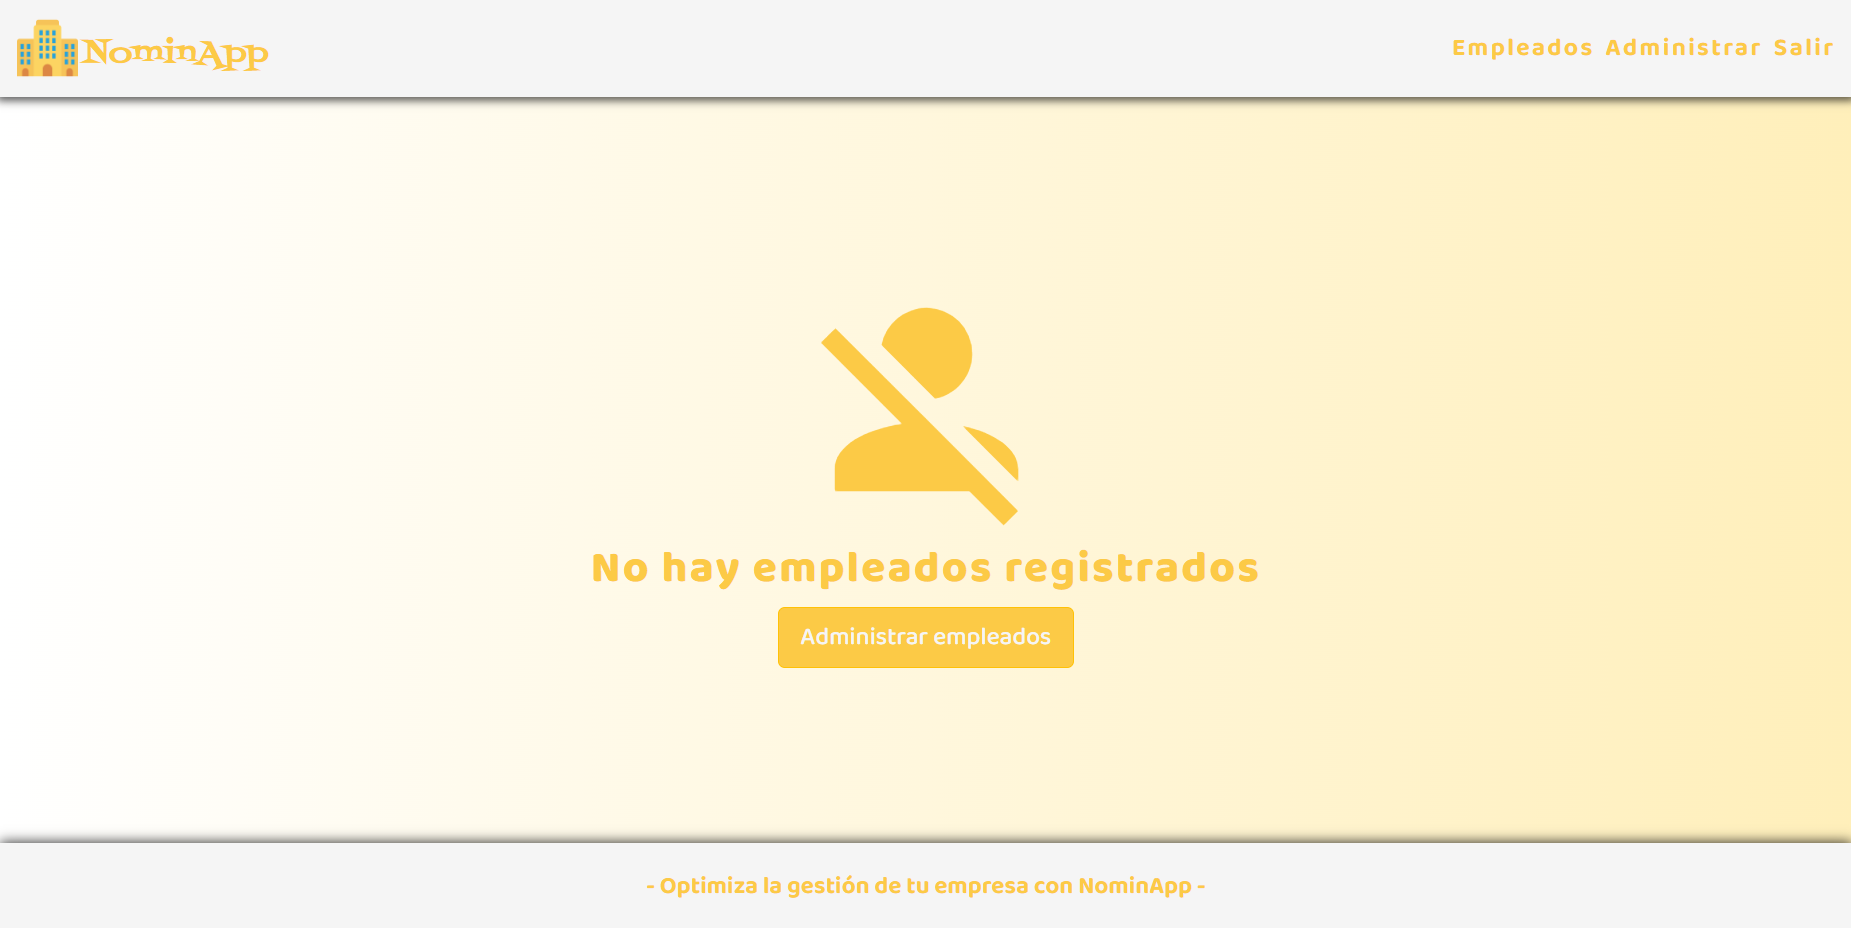 NominApp
Empleados Administrar Salir
No hay empleados registrados
Administrar empleados
- Optimiza la gestión de tu empresa con NominApp -